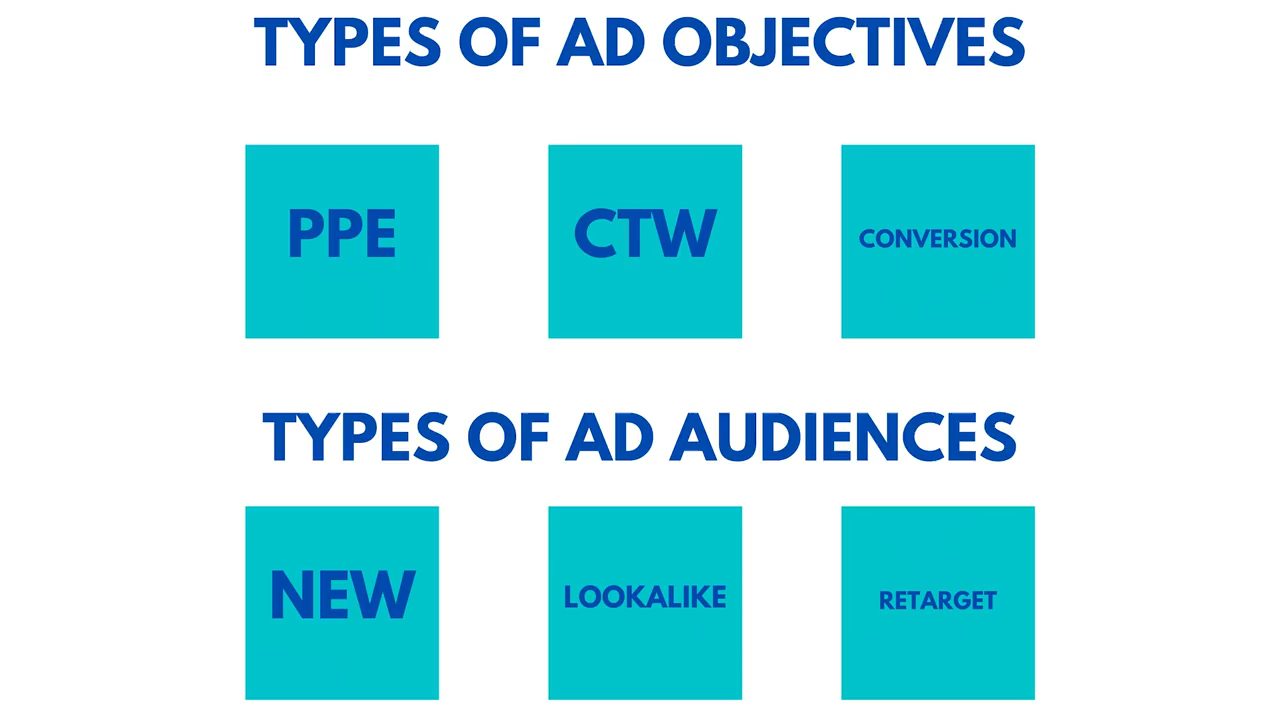 TYPES OF AD OBJECTIVES
PPE
CTW
CONVERSION
TYPES OF AD AUDIENCES
NEW
LOOKALIKE
RETARGET